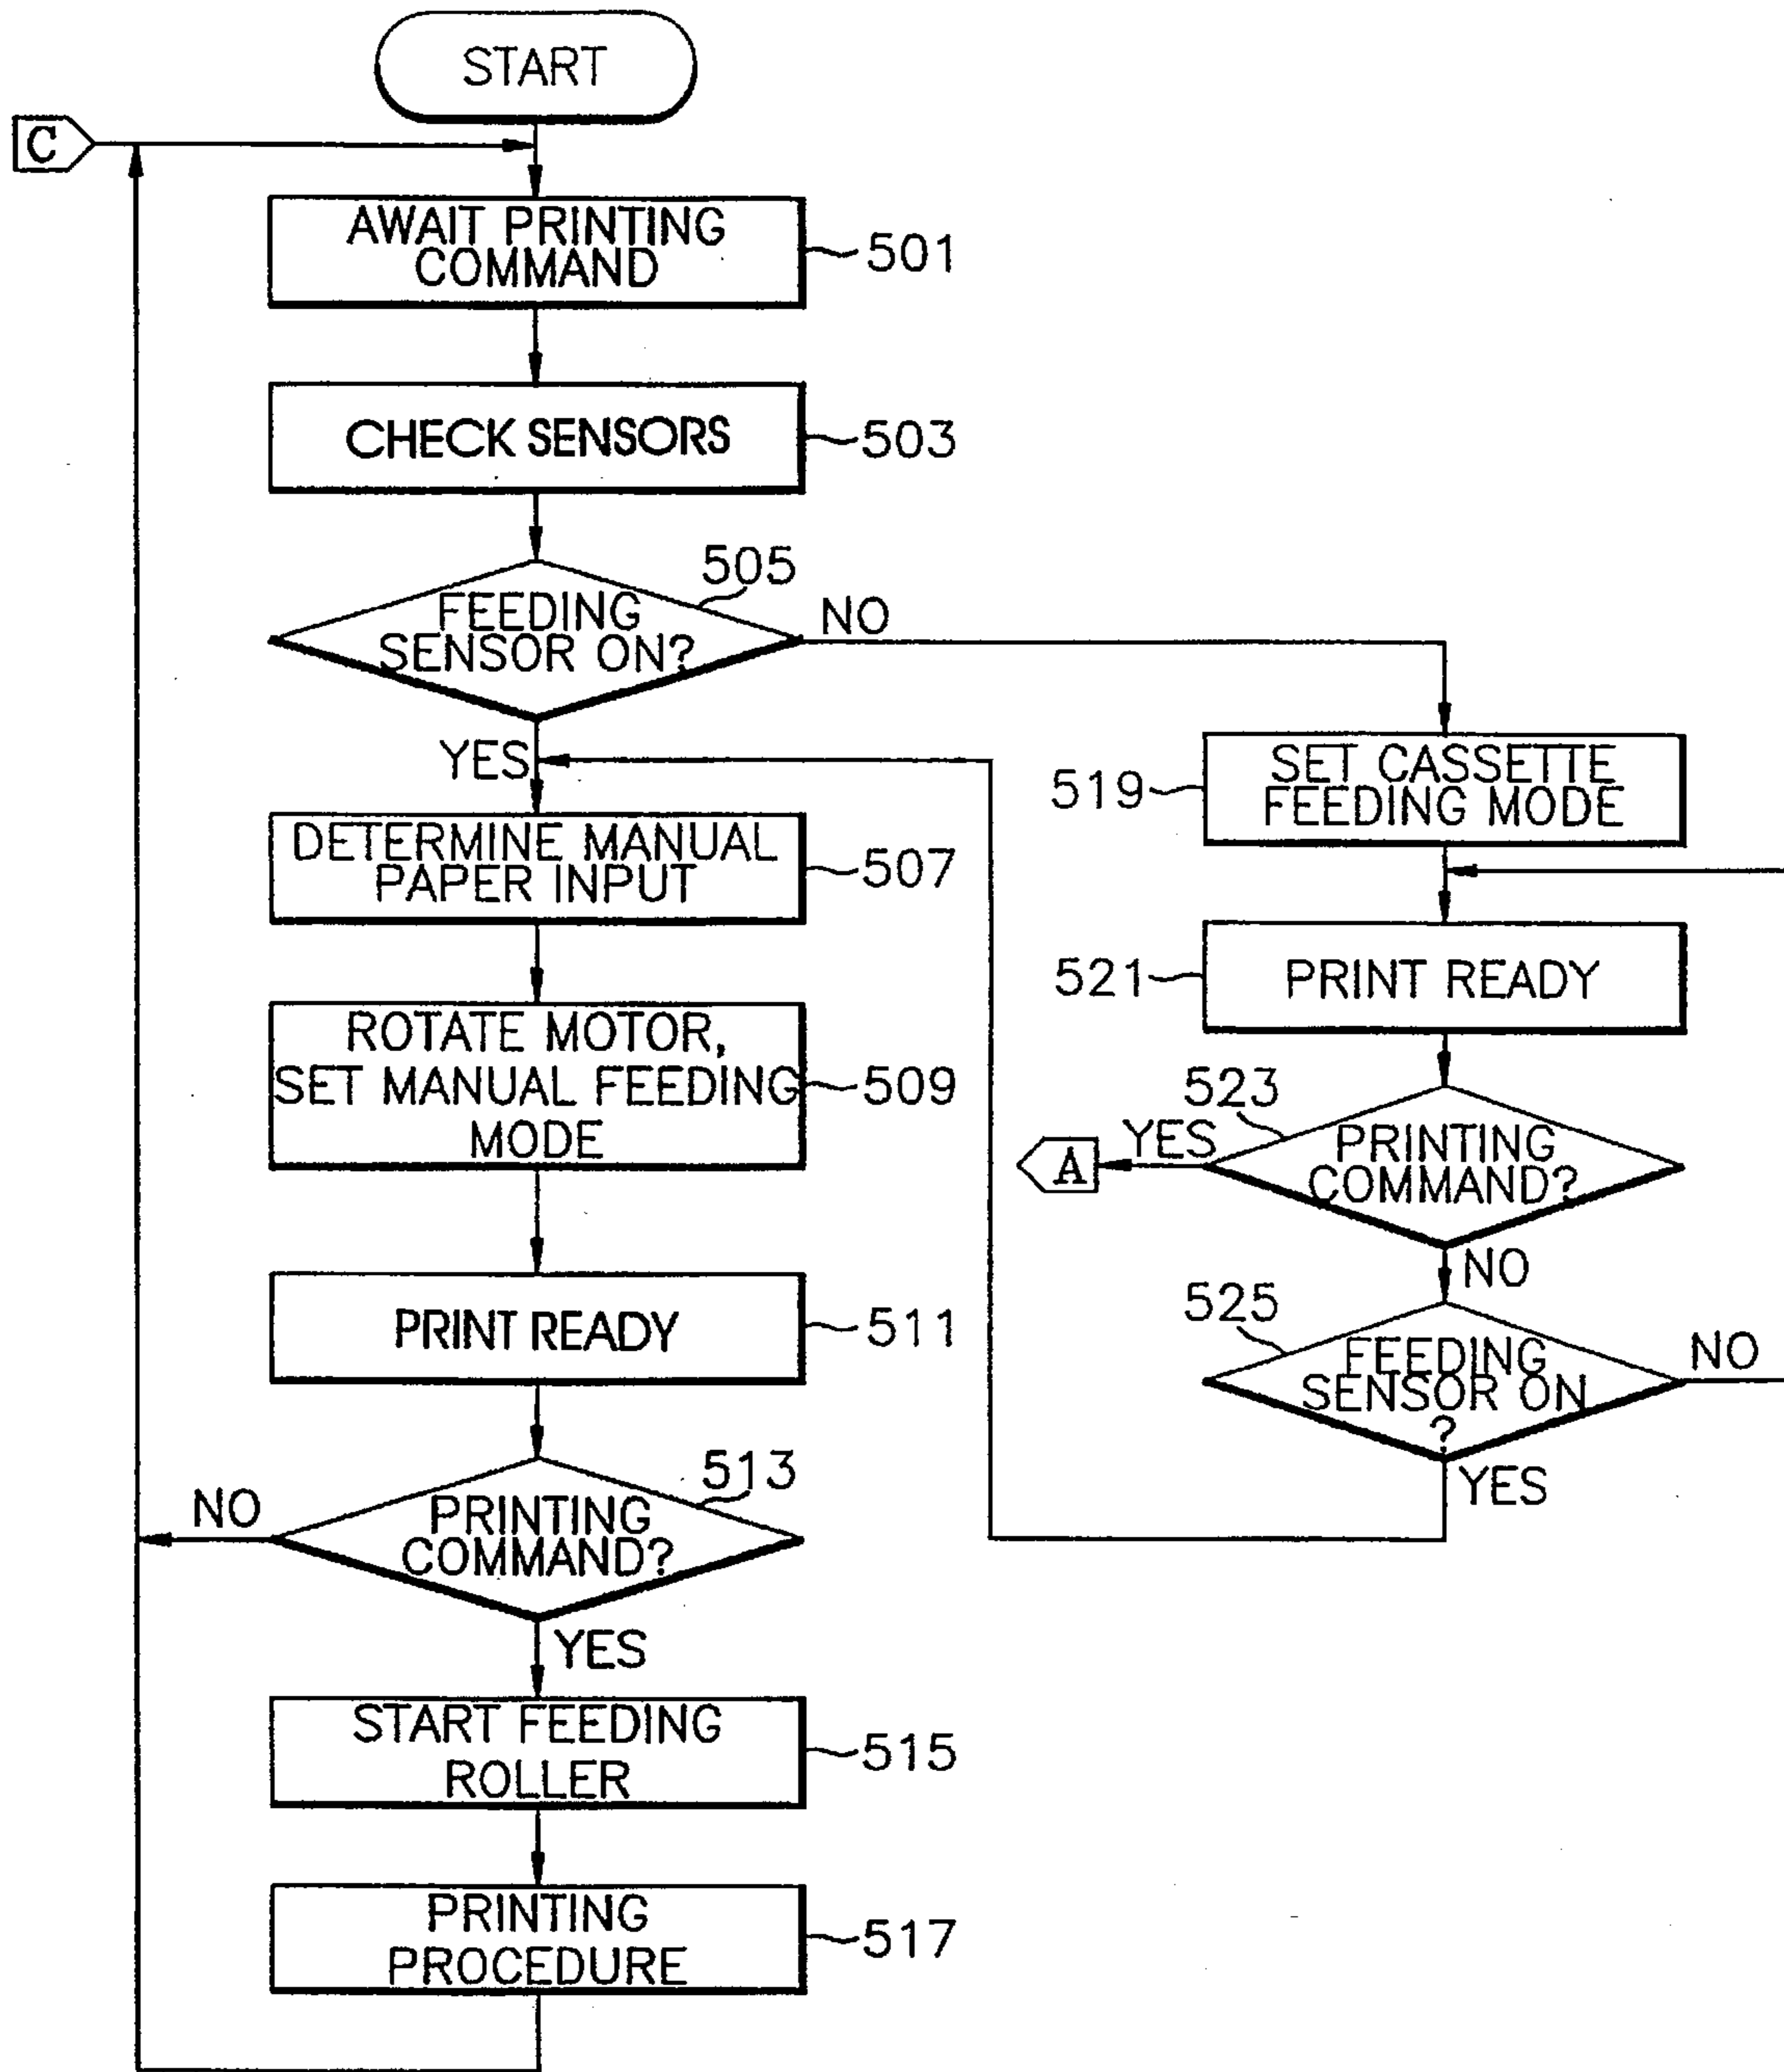 START
C
AWAIT PRINTING
COMMAND
501
CHECK SENSORS
503
505
FEEDING
SENSOR ON?
NO
YES
DETERMINE MANUAL
PAPER INPUT
507
ROTATE MOTOR,
SET MANUAL FEEDING
MODE
509
PRINT READY
511
513
PRINTING
COMMAND?
NO
YES
START FEEDING
ROLLER
515
PRINTING
PROCEDURE
517
519
SET CASSETTE
FEEDING MODE
521
PRINT READY
523
PRINTING
COMMAND?
YES
A
NO
525
FEEDING
SENSOR ON
?
NO
YES